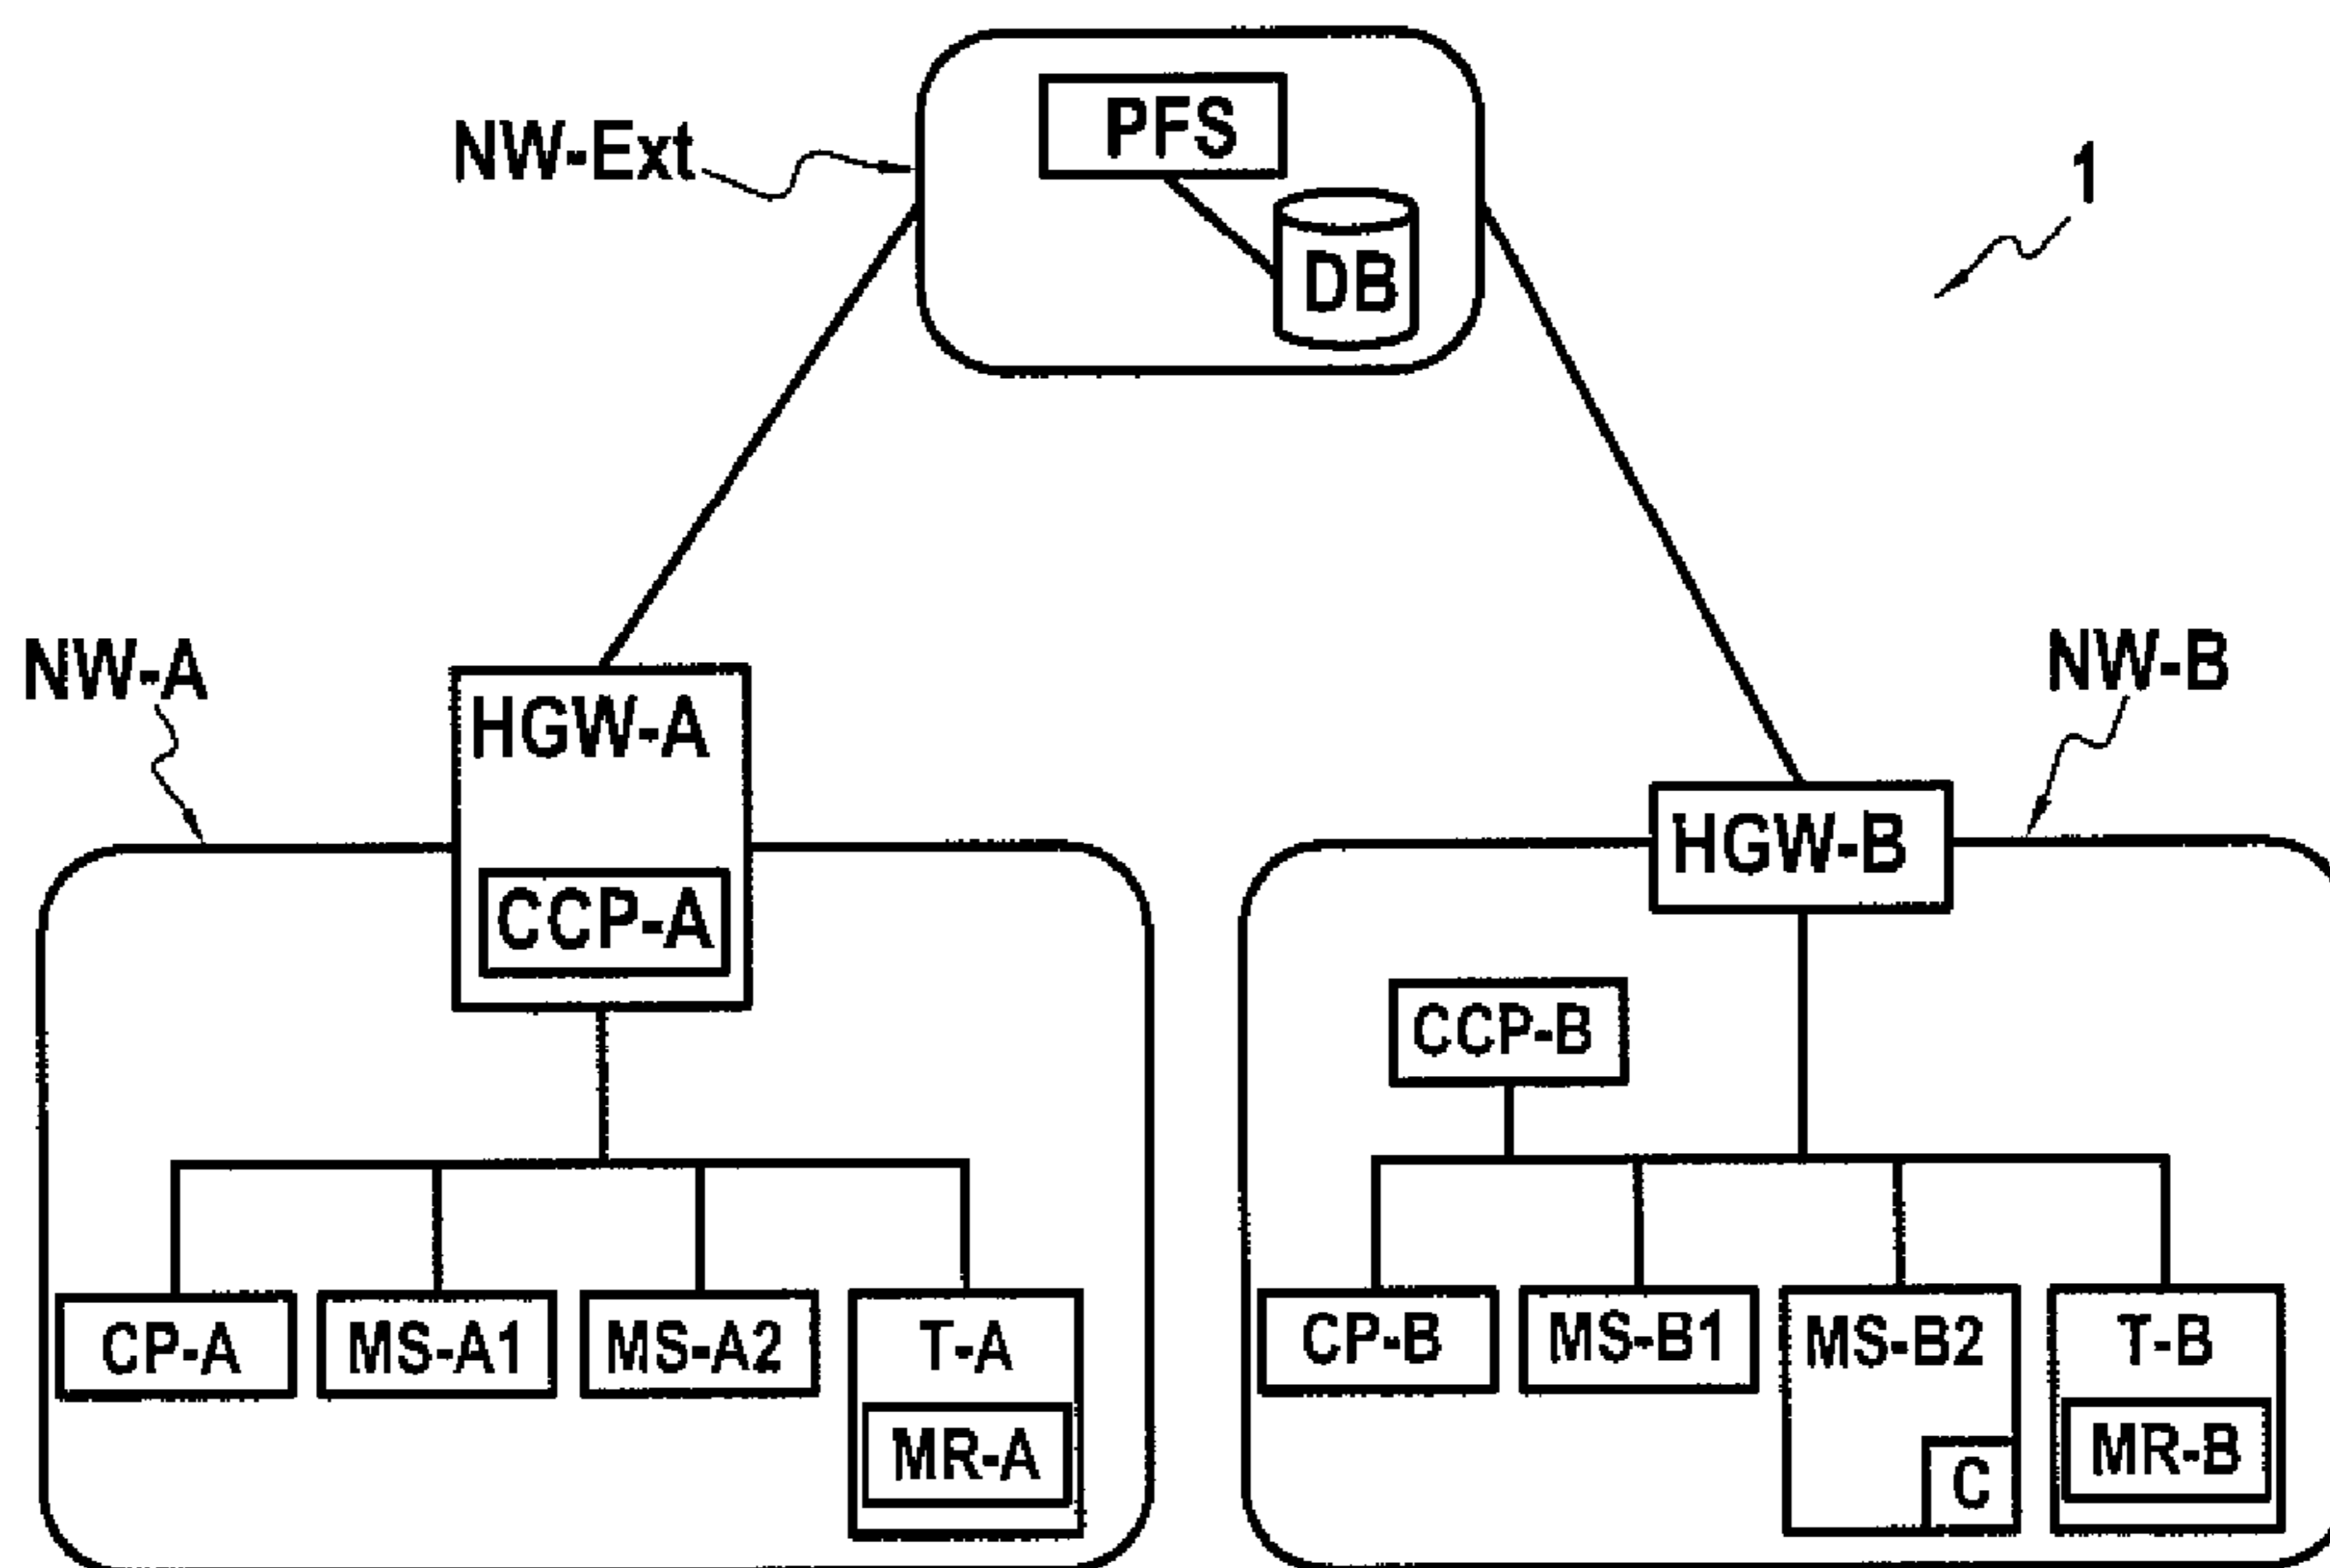 PFS
NW-Ext
1
DB
NW-A
NW-B
HGW-A
HGW-B
CCP-A
CCP-B
CP-A
MS-A1
MS-A2
T-A
CP-B
MS-B1
MS-B2
T-B
MR-A
MR-B
C